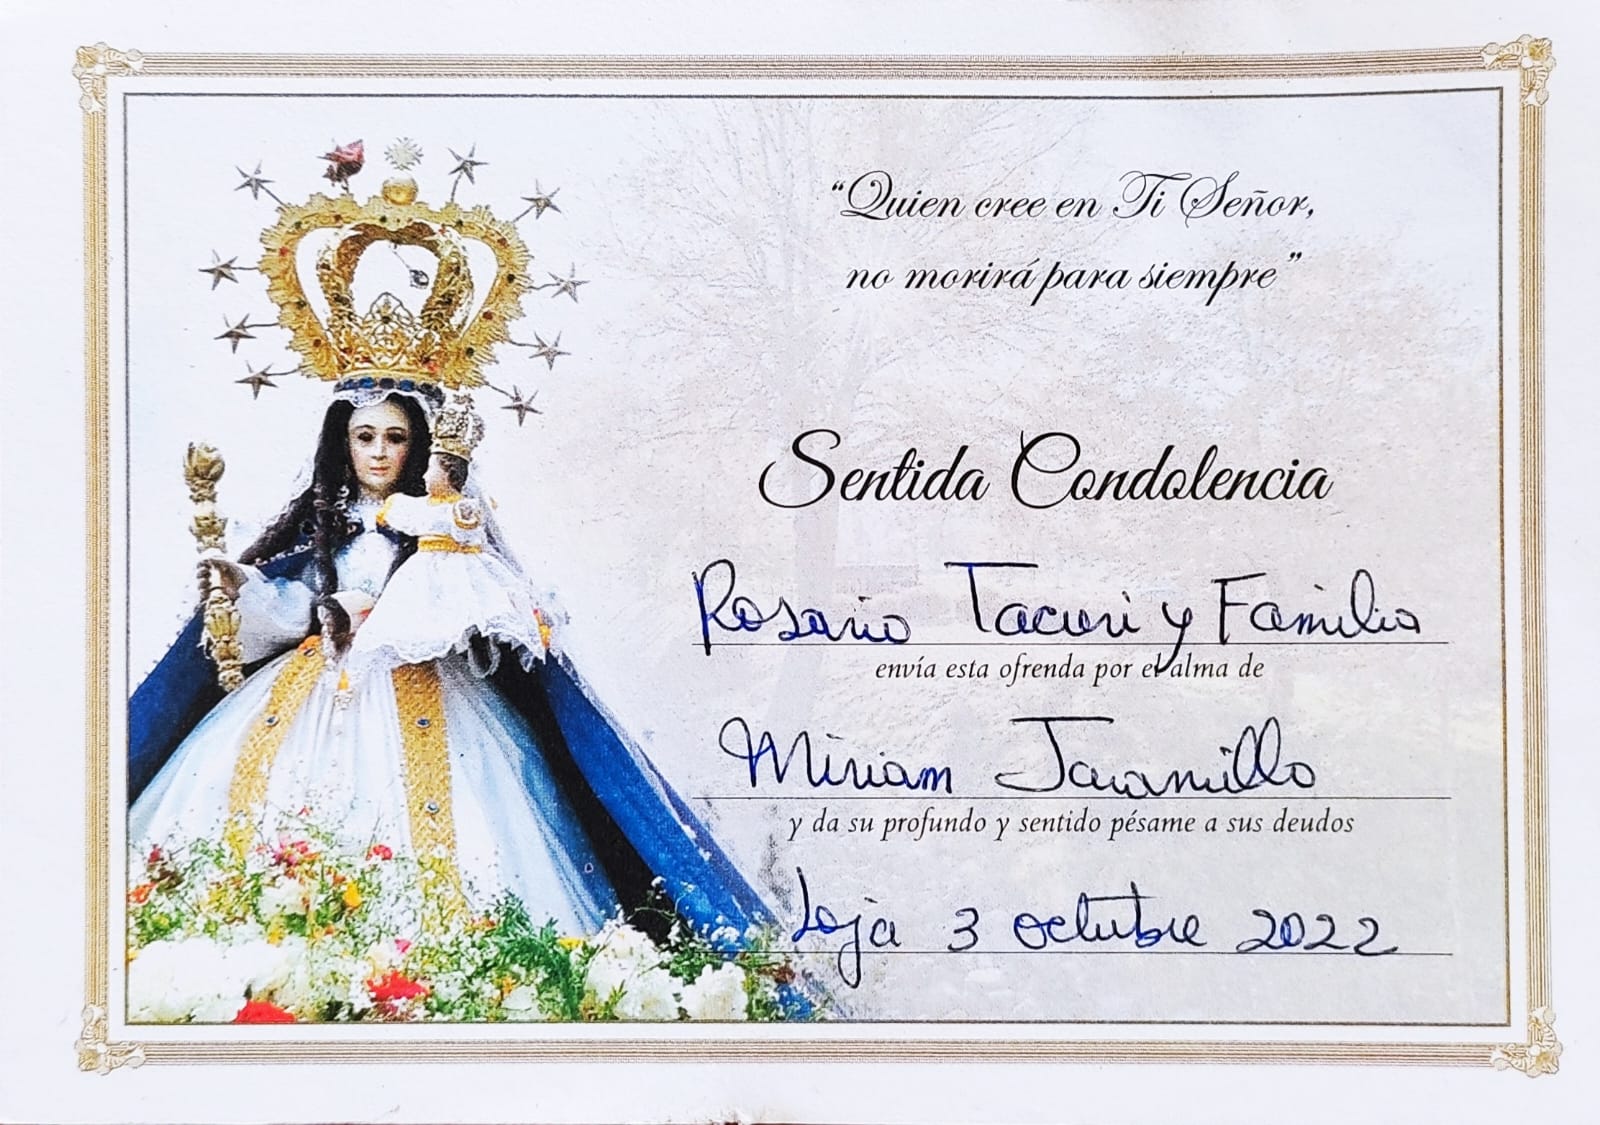 “Quien cree en Ti Señor,
no morirá para siempre”
Sentida Condolencia
Rosario Tacuri y Familia
envía esta ofrenda por el alma de
Miriam Jaramillo
y da su profundo y sentido pésame a sus deudos
Loja 3 octubre 2022